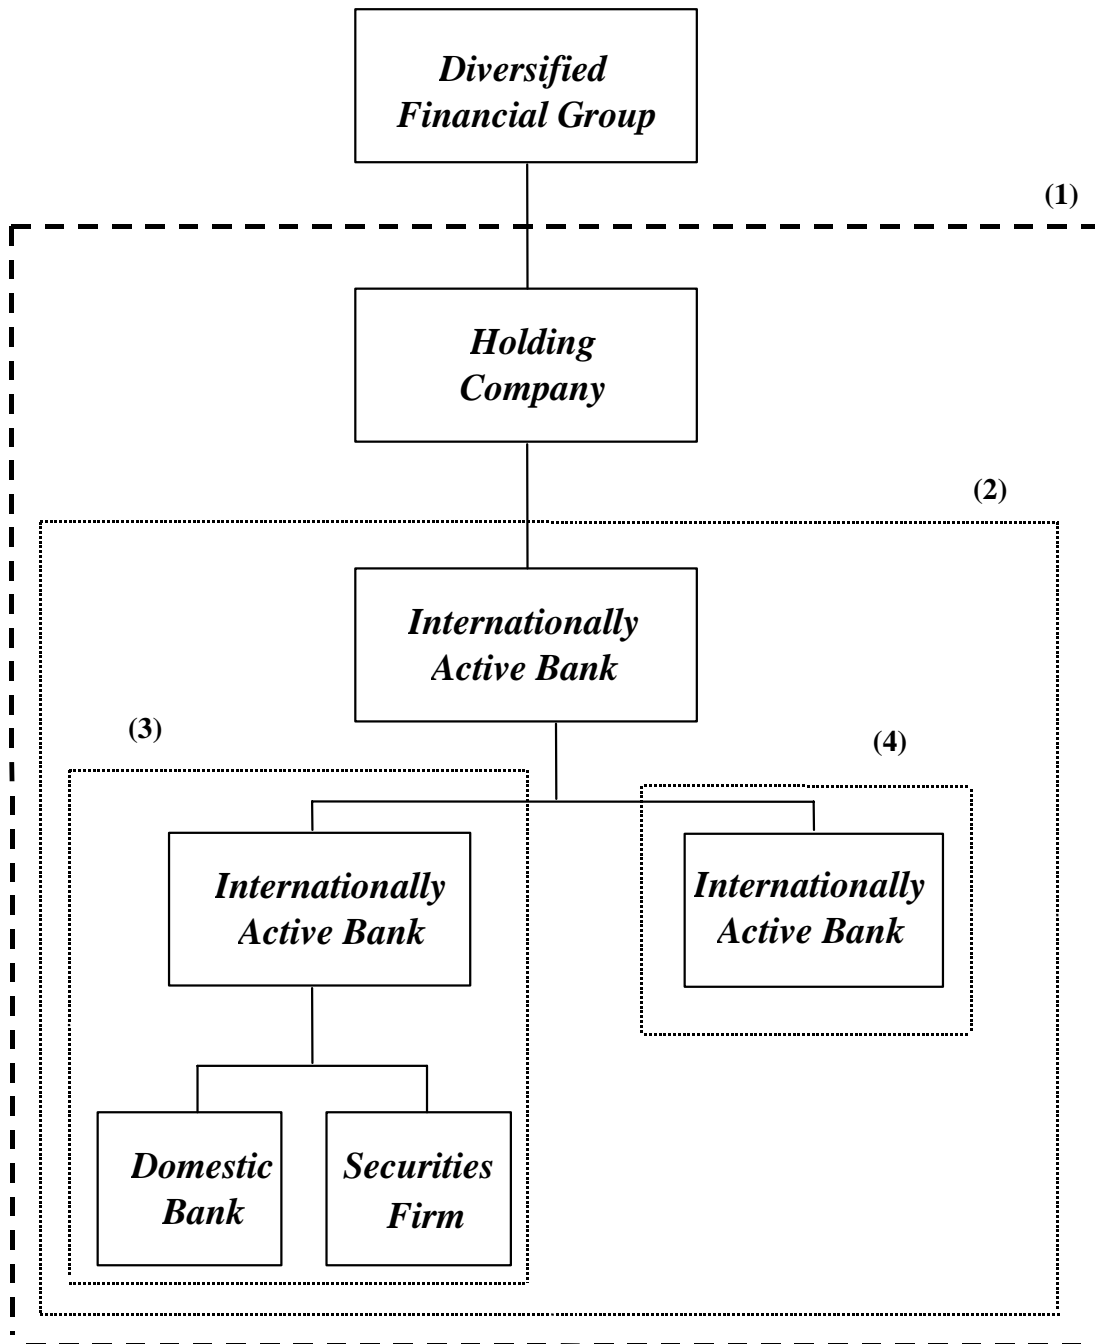 Diversified
Financial Group
(1)
Holding
Company
(2)
Internationally
Active Bank
(3)
(4)
Internationally
Active Bank
Internationally
Active Bank
Domestic
Bank
Securities
Firm